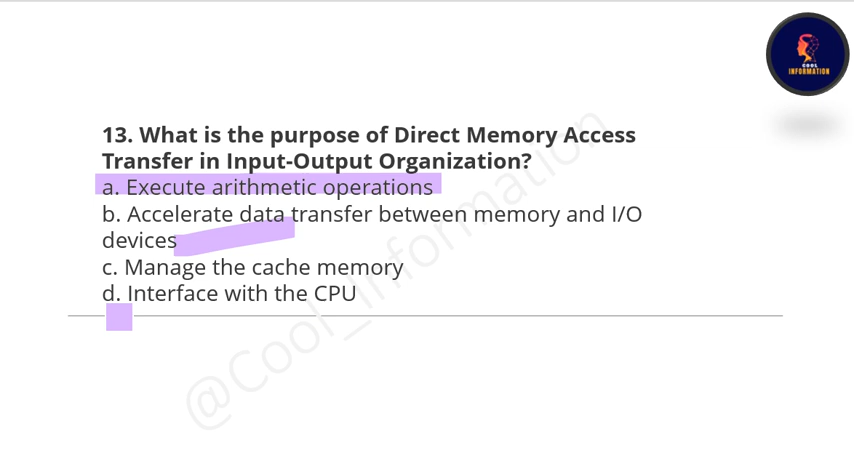 COOL
INFORMATION
13. What is the purpose of Direct Memory Access
Transfer in Input-Output Organization?
a. Execute arithmetic operations
b. Accelerate data transfer between memory and I/O
devices
c. Manage the cache memory
d. Interface with the CPU
@Cool_Information